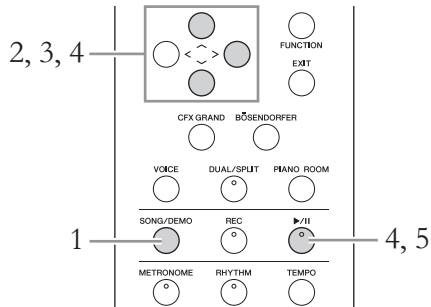 FUNCTION
2, 3, 4
EXIT
CFX GRAND BÖSENDORFER
VOICE DUAL/SPLIT PIANO ROOM
SONG/DEMO REC ►/II
1
4, 5
METRONOME RHYTHM TEMPO